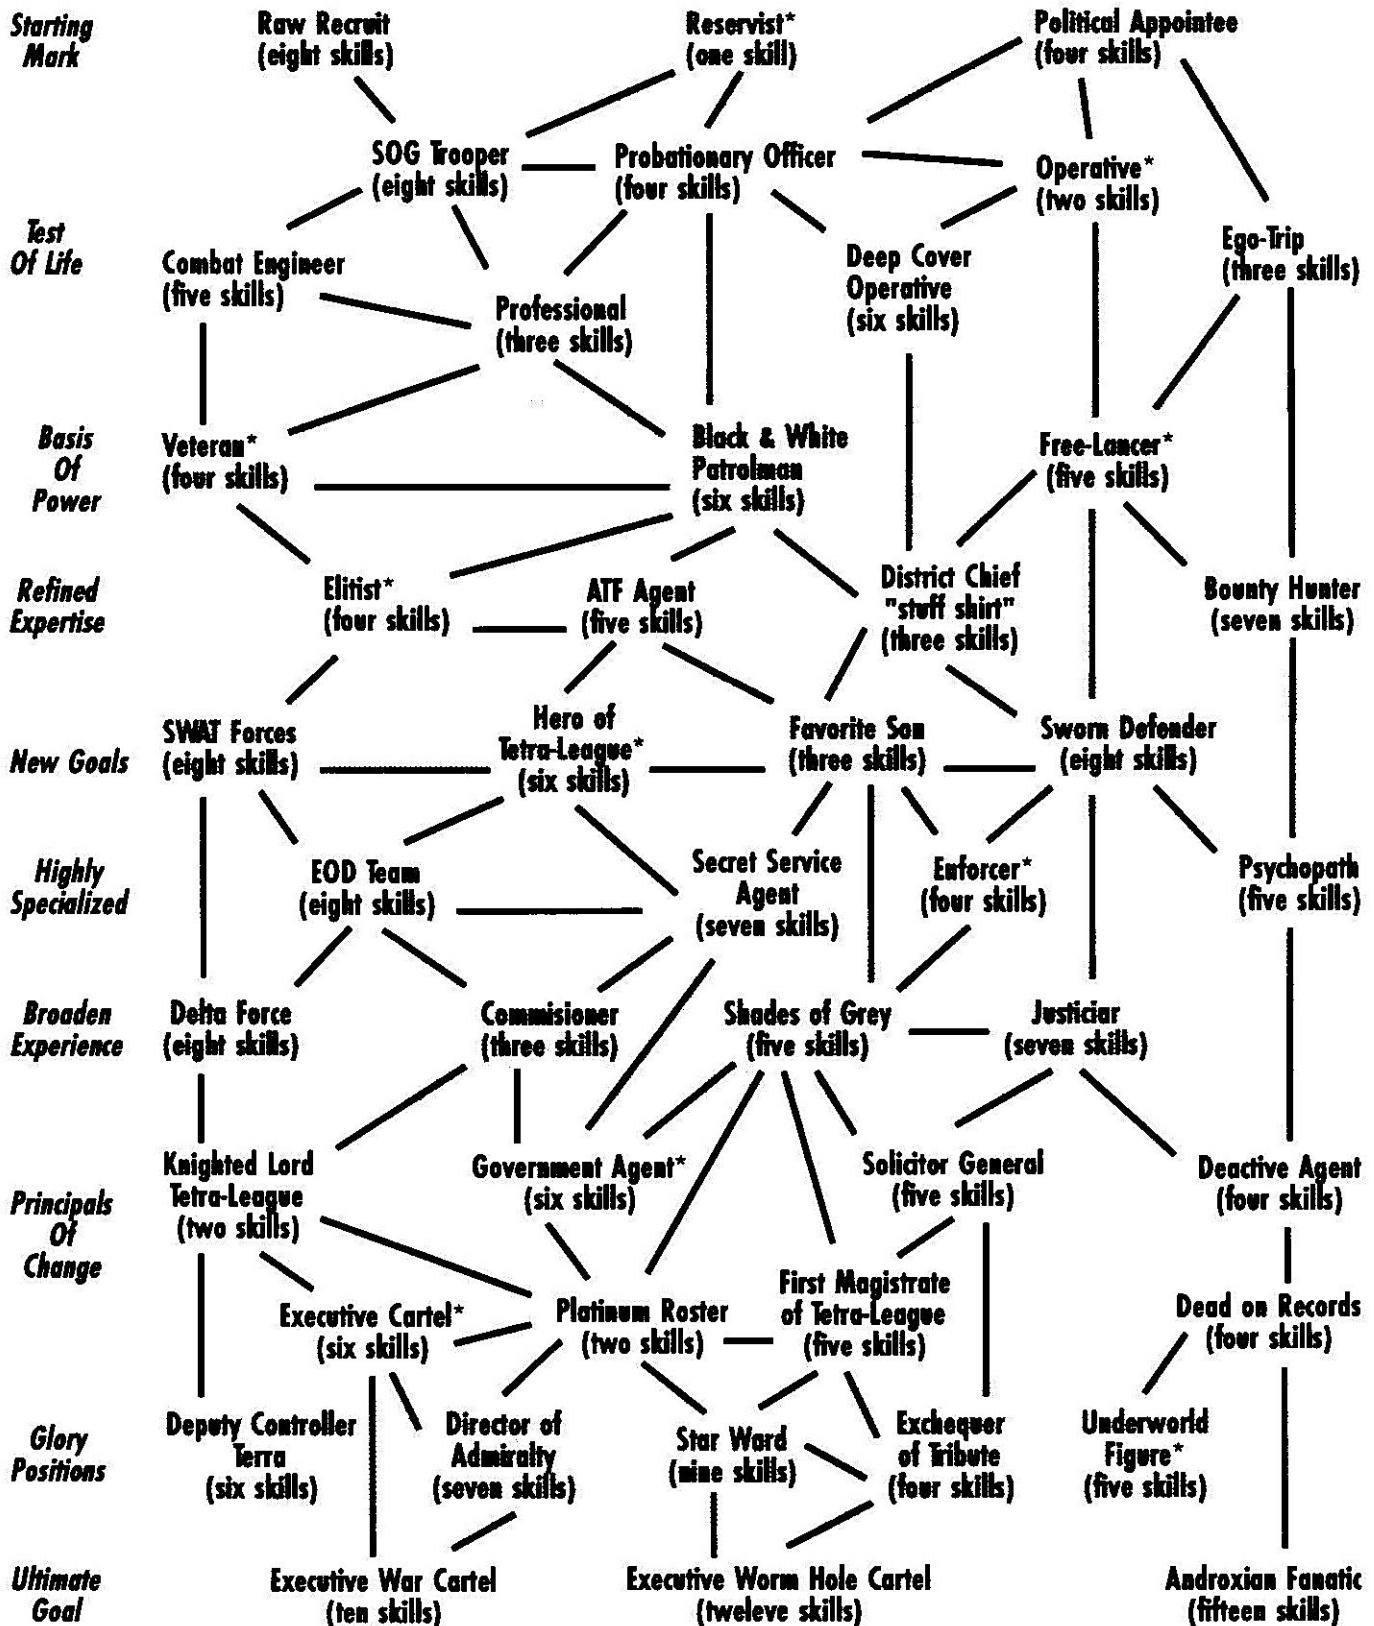 Starting
Mark
Raw Recruit
(eight skills)
Reservist*
(one skill)
Political Appointee
(four skills)
SOG Trooper
(eight skills)
Probationary Officer
(four skills)
Operative*
(two skills)
Test
Of Life
Combat Engineer
(five skills)
Professional
(three skills)
Deep Cover
Operative
(six skills)
Ego-Trip
(three skills)
Basis
Of
Power
Veteran*
(four skills)
Black & White
Patrolman
(six skills)
Free-Lancer*
(five skills)
Refined
Expertise
Elitist*
(four skills)
ATF Agent
(five skills)
District Chief
"stuff shirt"
(three skills)
Bounty Hunter
(seven skills)
New Goals
SWAT Forces
(eight skills)
Hero of
Tetra-League*
(six skills)
Favorite Son
(three skills)
Sworn Defender
(eight skills)
Highly
Specialized
EOD Team
(eight skills)
Secret Service
Agent
(seven skills)
Enforcer*
(four skills)
Psychopath
(five skills)
Broaden
Experience
Delta Force
(eight skills)
Commisioner
(three skills)
Shades of Grey
(five skills)
Justiciar
(seven skills)
Principals
Of
Change
Knighted Lord
Tetra-League
(two skills)
Government Agent*
(six skills)
Solicitor General
(five skills)
Deactive Agent
(four skills)
Executive Cartel*
(six skills)
Platinum Roster
(two skills)
First Magistrate
of Tetra-League
(five skills)
Dead on Records
(four skills)
Glory
Positions
Deputy Controller
Terra
(six skills)
Director of
Admiralty
(seven skills)
Star Ward
(nine skills)
Exchequer
of Tribute
(four skills)
Underworld
Figure*
(five skills)
Ultimate
Goal
Executive War Cartel
(ten skills)
Executive Worm Hole Cartel
(tweleve skills)
Androxian Fanatic
(fifteen skills)